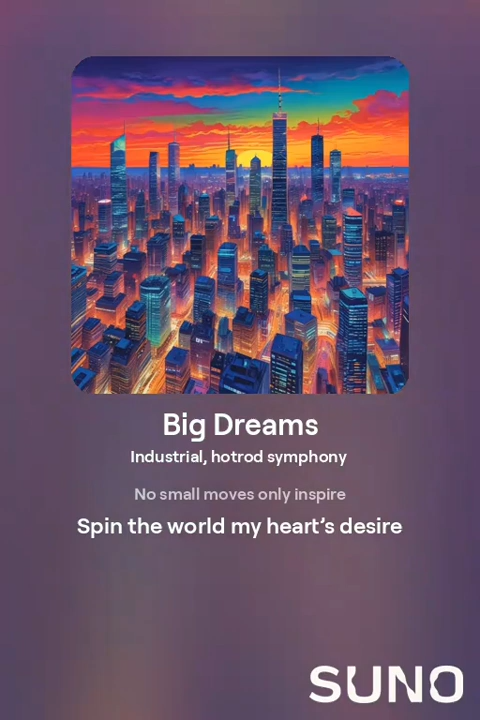 Big Dreams
Industrial, hotrod symphony
No small moves only inspire
Spin the world my heart’s desire
SUNO